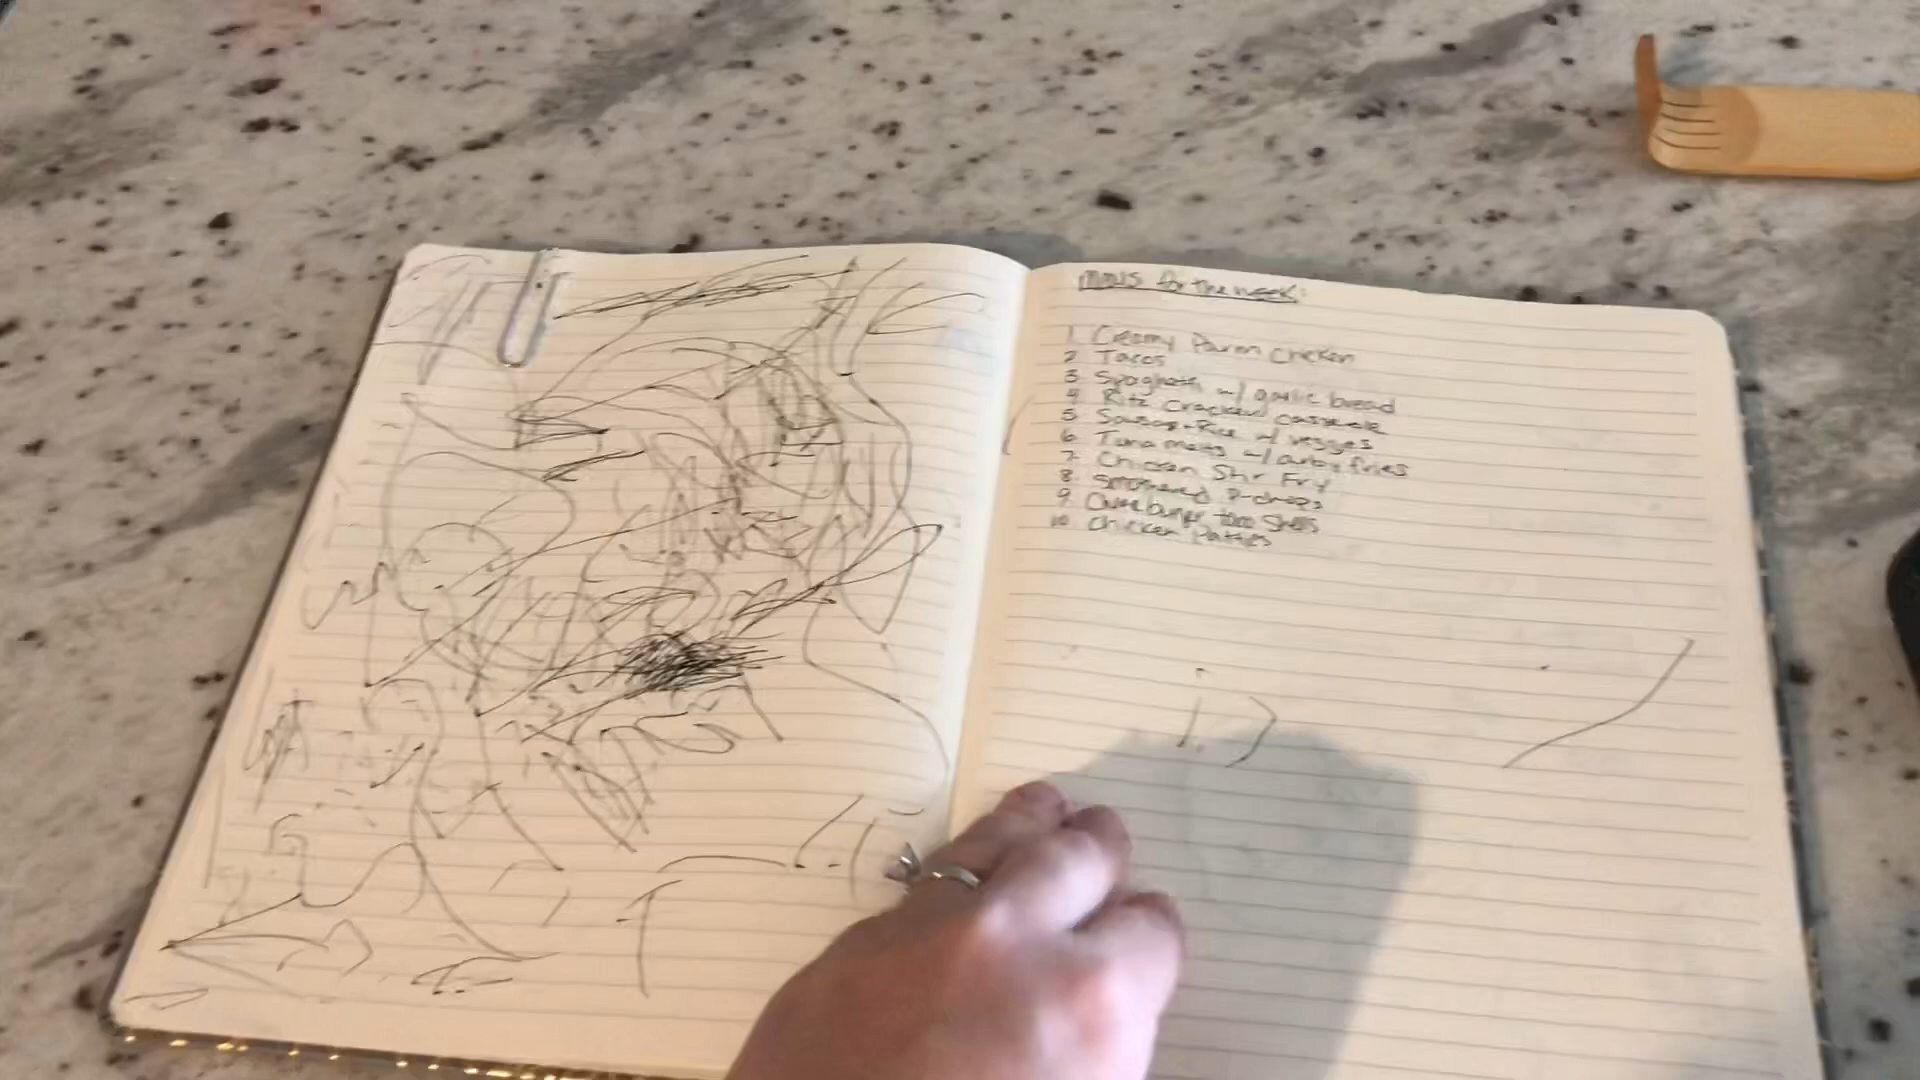 meals for the week:
1. Creamy Parm chicken
2. Tacos
3. Spaghetti w/ garlic bread
4. Ritz Cracker casserole
5. Sausage + Rice w/ veggies
6. Tuna melts w/ curly fries
7. Chicken Stir Fry
8. Smothered P-chops
9. taco Shells
10. Chicken Patties